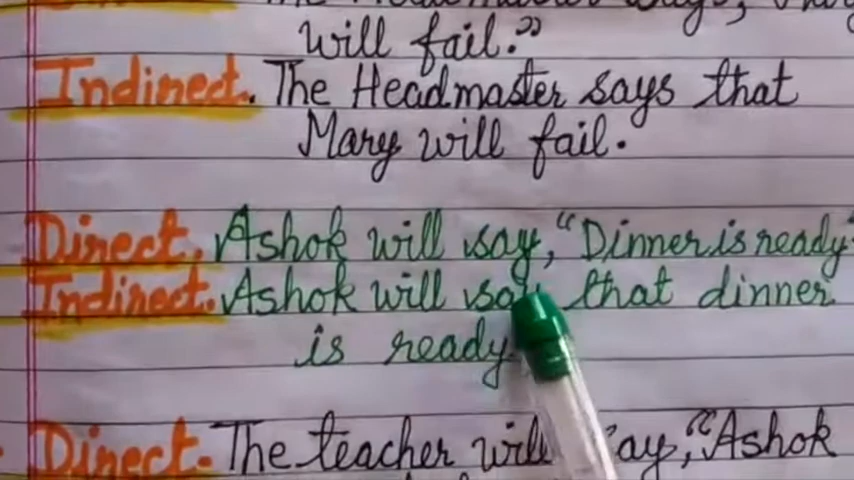 will fail."
Indirect. The Headmaster says that
Mary will fail.
Direct. Ashok will say, "Dinner is ready"
Indirect. Ashok will say that dinner
is ready
Direct. The teacher will say, "Ashok